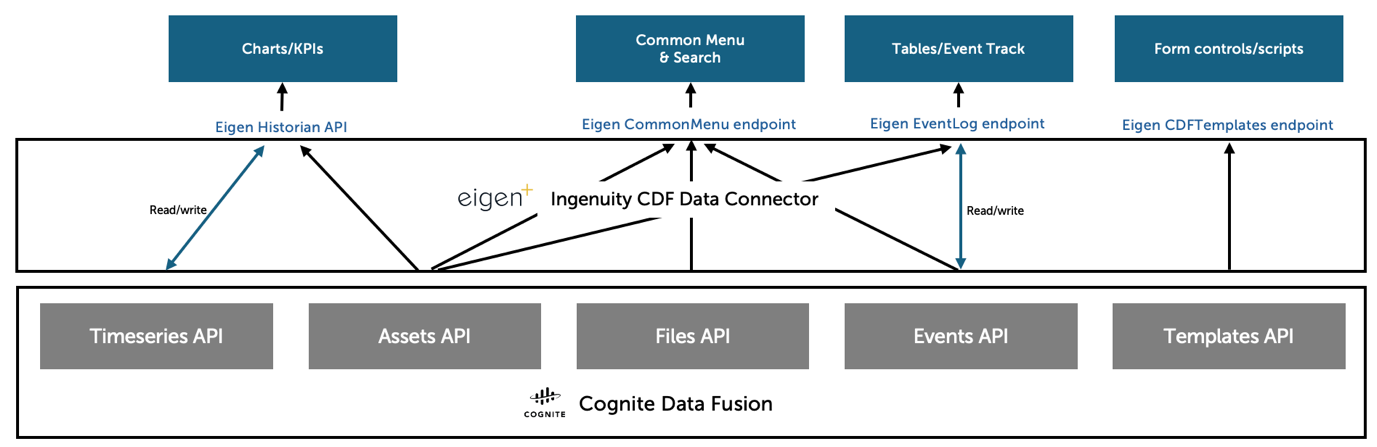 Charts/KPIs
Common Menu
& Search
Tables/Event Track
Form controls/scripts
Eigen Historian API
Eigen CommonMenu endpoint
Eigen EventLog endpoint
Eigen CDFTemplates endpoint
eigen+ Ingenuity CDF Data Connector
Read/write
Read/write
Timeseries API
Assets API
Files API
Events API
Templates API
COGNITE Cognite Data Fusion